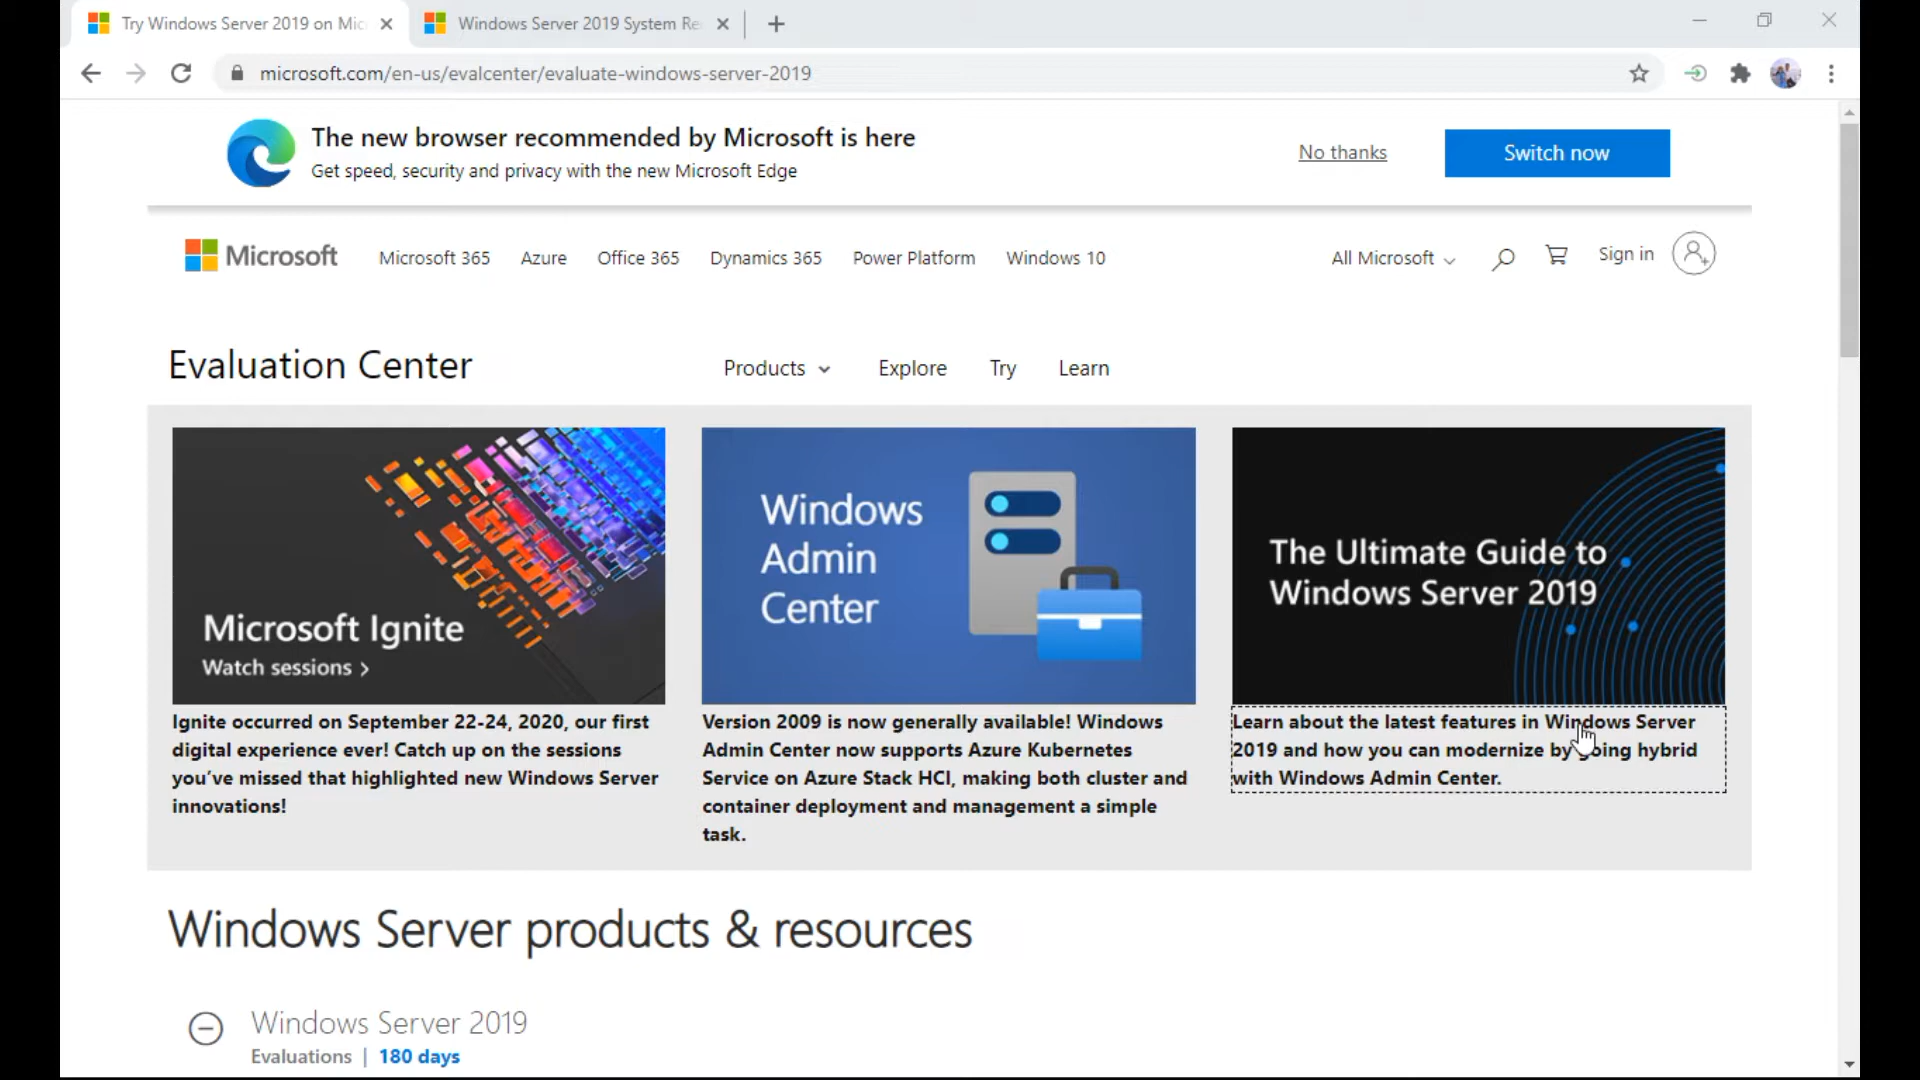 Try Windows Server 2019 on Mic
Windows Server 2019 System Re
microsoft.com/en-us/evalcenter/evaluate-windows-server-2019
The new browser recommended by Microsoft is here
Get speed, security and privacy with the new Microsoft Edge
No thanks
Switch now
Microsoft
Microsoft 365
Azure
Office 365
Dynamics 365
Power Platform
Windows 10
All Microsoft
Sign in
Evaluation Center
Products
Explore
Try
Learn
Microsoft Ignite
Watch sessions >
Ignite occurred on September 22-24, 2020, our first
digital experience ever! Catch up on the sessions
you’ve missed that highlighted new Windows Server
innovations!
Windows
Admin
Center
Version 2009 is now generally available! Windows
Admin Center now supports Azure Kubernetes
Service on Azure Stack HCI, making both cluster and
container deployment and management a simple
task.
The Ultimate Guide to
Windows Server 2019
Learn about the latest features in Windows Server
2019 and how you can modernize by going hybrid
with Windows Admin Center.
Windows Server products & resources
Windows Server 2019
Evaluations | 180 days